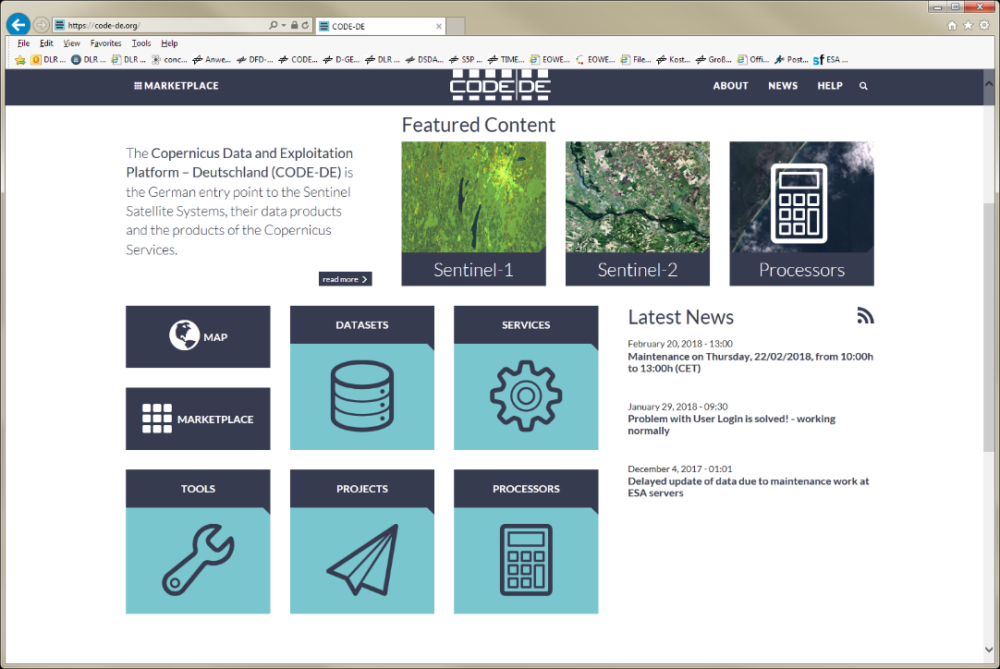 https://code-de.org/
CODE-DE
File Edit View Favorites Tools Help
DLR ... DLR ... DLR ... conc... Anwe... DFD-... CODE... D-GE... DLR ... DSDA... S5P ... TIME... EOWE... EOWE... File... Kost... Groß... Offi... Post... ESA ...
MARKETPLACE
CODE DE
ABOUT NEWS HELP
The Copernicus Data and Exploitation
Platform – Deutschland (CODE-DE) is
the German entry point to the Sentinel
Satellite Systems, their data products
and the products of the Copernicus
Services.
read more
Featured Content
Sentinel-1
Sentinel-2
Processors
MAP
MARKETPLACE
DATASETS
SERVICES
TOOLS
PROJECTS
PROCESSORS
Latest News
February 20, 2018 - 13:00
Maintenance on Thursday, 22/02/2018, from 10:00h
to 13:00h (CET)
January 29, 2018 - 09:30
Problem with User Login is solved! - working
normally
December 4, 2017 - 01:01
Delayed update of data due to maintenance work at
ESA servers